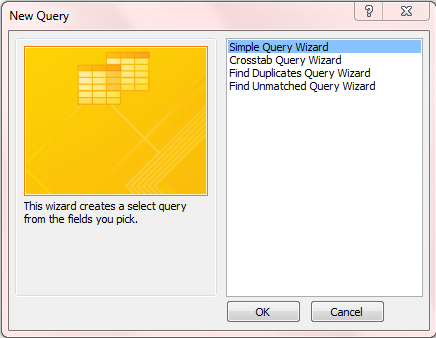 New Query
Simple Query Wizard
Crosstab Query Wizard
Find Duplicates Query Wizard
Find Unmatched Query Wizard
This wizard creates a select query
from the fields you pick.
OK
Cancel